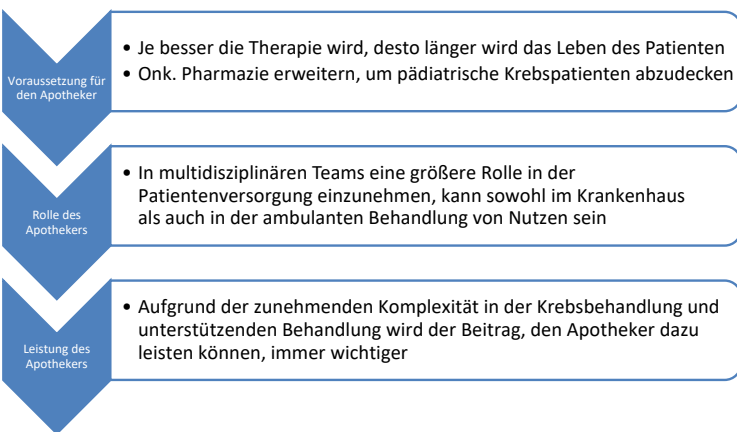 Voraussetzung für
den Apotheker
• Je besser die Therapie wird, desto länger wird das Leben des Patienten
• Onk. Pharmazie erweitern, um pädiatrische Krebspatienten abzudecken
Rolle des
Apothekers
• In multidisziplinären Teams eine größere Rolle in der
Patientenversorgung einzunehmen, kann sowohl im Krankenhaus
als auch in der ambulanten Behandlung von Nutzen sein
Leistung des
Apothekers
• Aufgrund der zunehmenden Komplexität in der Krebsbehandlung und
unterstützenden Behandlung wird der Beitrag, den Apotheker dazu
leisten können, immer wichtiger